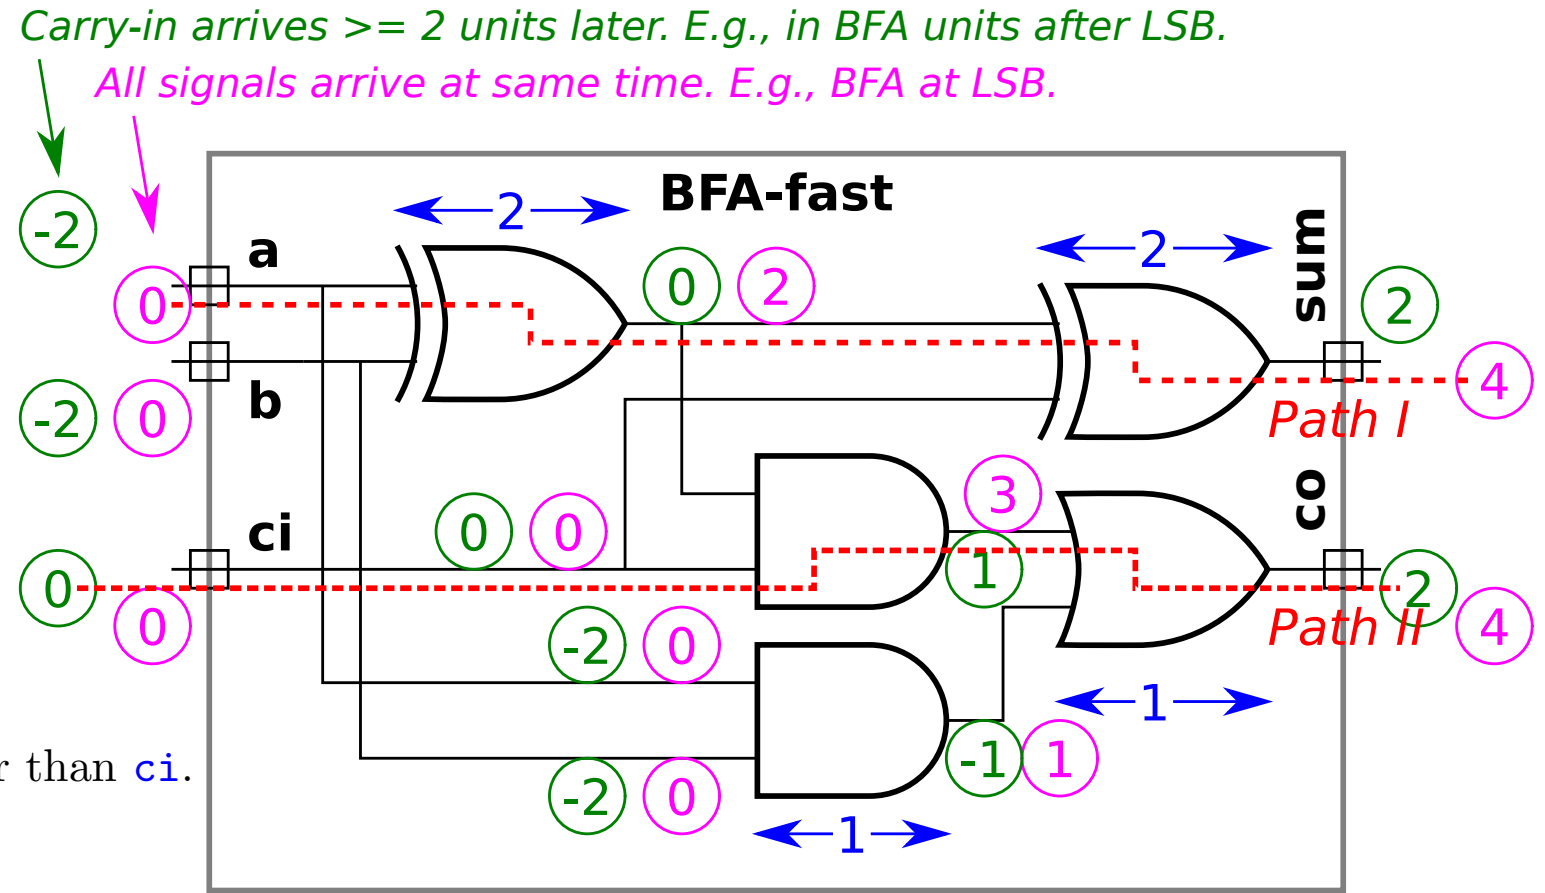 Carry-in arrives >= 2 units later. E.g., in BFA units after LSB.
All signals arrive at same time. E.g., BFA at LSB.
BFA-fast
2
2
-2
a
0
2
sum
2
0
b
4
-2
0
Path I
3
co
ci
0
0
0
1
2
0
-2
0
Path II
4
1
r than ci.
-2
0
-1
1
1